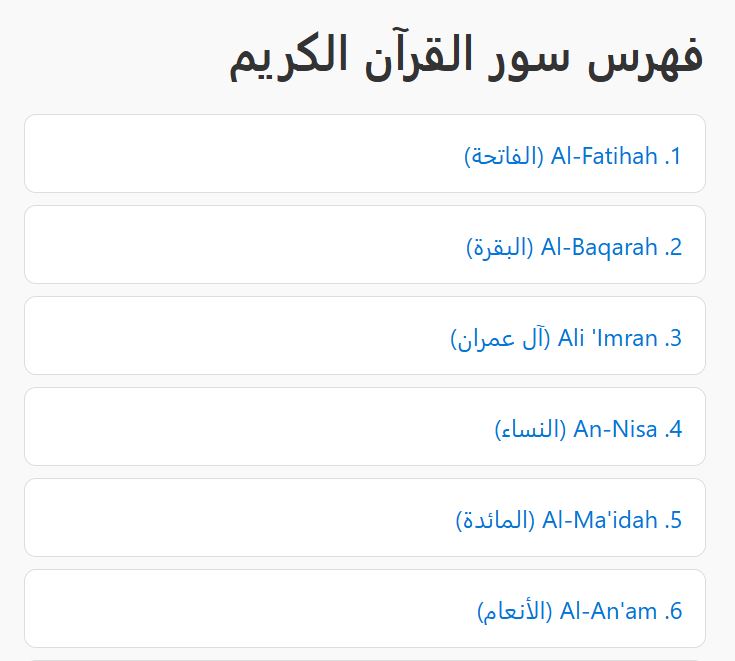 فهرس سور القرآن الكريم
1. Al-Fatihah (الفاتحة)
2. Al-Baqarah (البقرة)
3. Ali 'Imran (آل عمران)
4. An-Nisa (النساء)
5. Al-Ma'idah (المائدة)
6. Al-An'am (الأنعام)